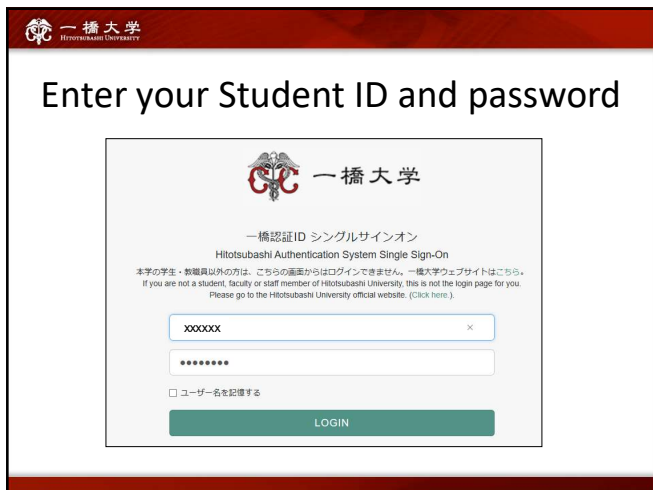 一橋大学
HITOTSUBASHI UNIVERSITY
Enter your Student ID and password
一橋大学
一橋認証ID シングルサインオン
Hitotsubashi Authentication System Single Sign-On
本学の学生・教職員以外の方は、こちらの画面からはログインできません。一橋大学ウェブサイトはこちら。
If you are not a student, faculty or staff member of Hitotsubashi University, this is not the login page for you.
Please go to the Hitotsubashi University official website. (Click here.).
xxxxxx ×
••••••••
ユーザー名を記憶する
LOGIN